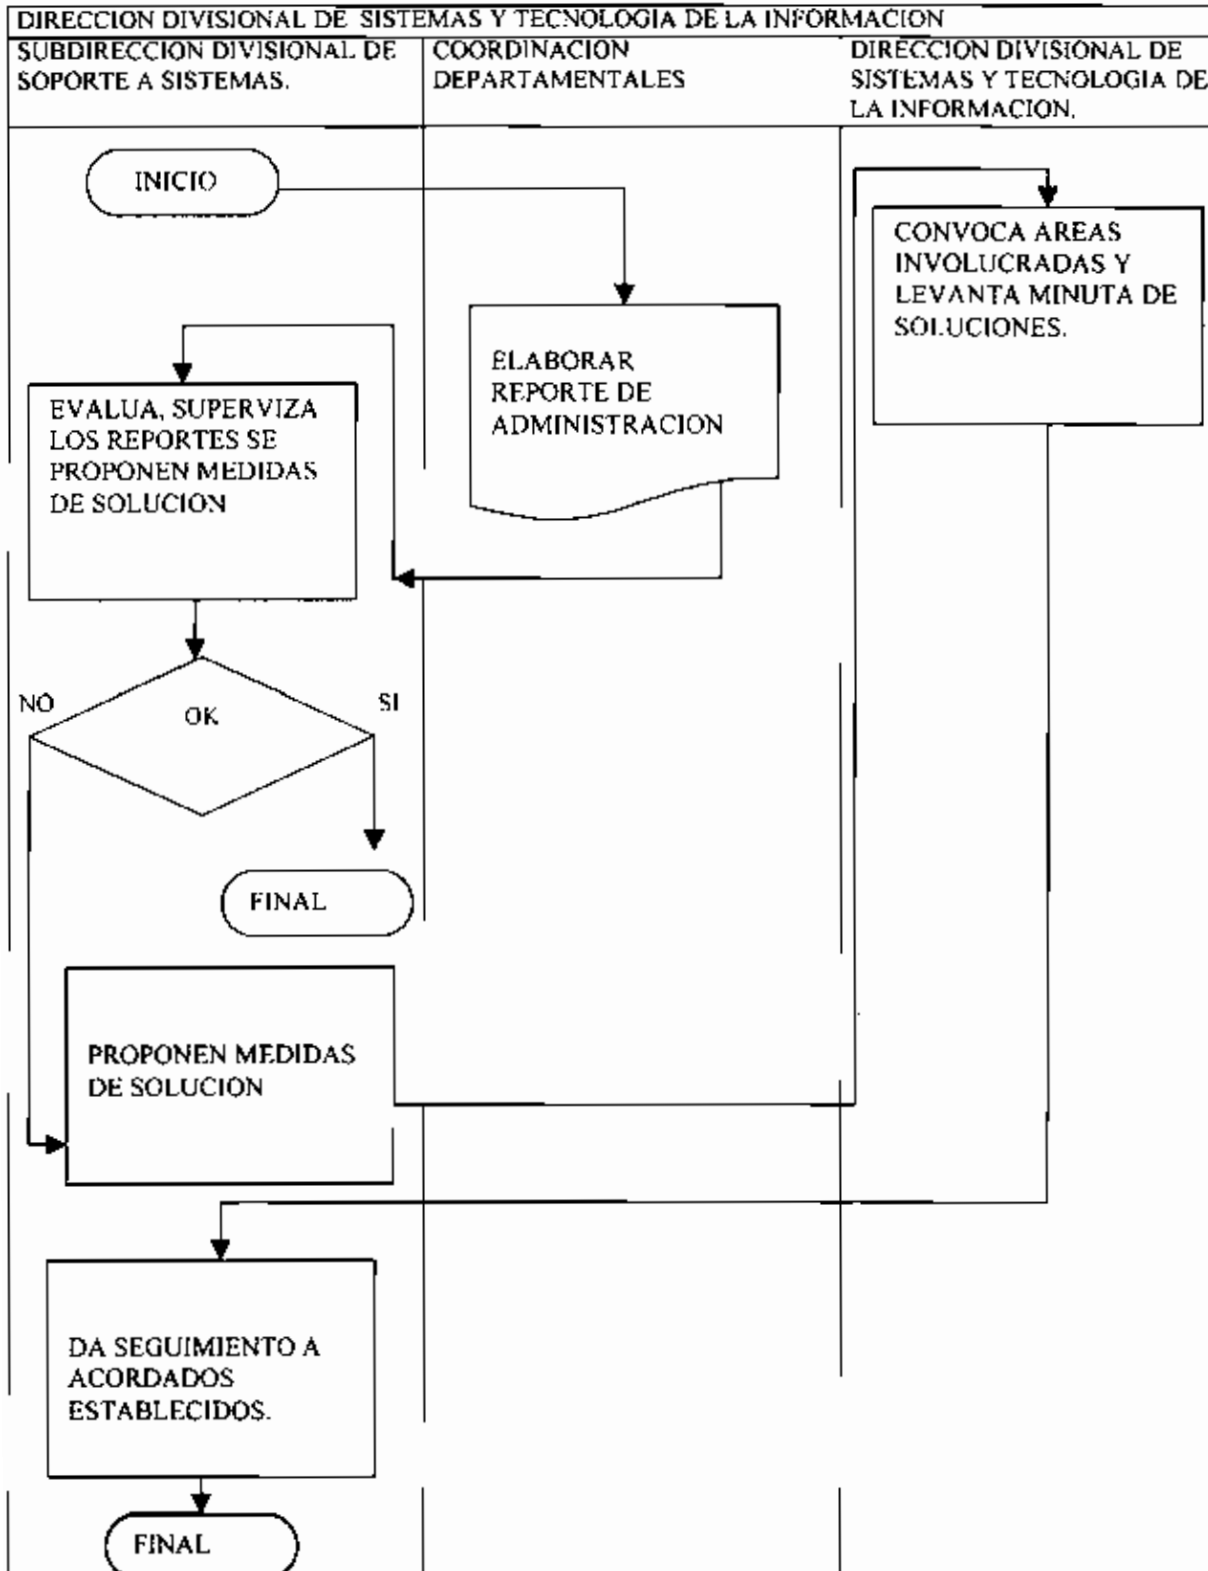 DIRECCION DIVISIONAL DE SISTEMAS Y TECNOLOGIA DE LA INFORMACION
SUBDIRECCION DIVISIONAL DE
SOPORTE A SISTEMAS.
COORDINACION
DEPARTAMENTALES
DIRECCION DIVISIONAL DE
SISTEMAS Y TECNOLOGIA DE
LA INFORMACION.
INICIO
CONVOCA AREAS
INVOLUCRADAS Y
LEVANTA MINUTA DE
SOLUCIONES.
ELABORAR
REPORTE DE
ADMINISTRACION
EVALUA, SUPERVIZA
LOS REPORTES SE
PROPONEN MEDIDAS
DE SOLUCION
NO
OK
SI
FINAL
PROPONEN MEDIDAS
DE SOLUCION
DA SEGUIMIENTO A
ACORDADOS
ESTABLECIDOS.
FINAL